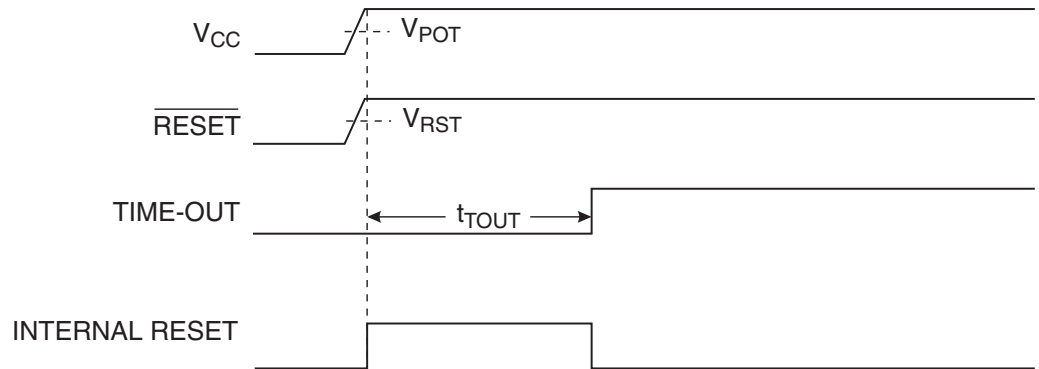 VCC
VPOT
RESET
VRST
TIME-OUT
tTOUT
INTERNAL RESET